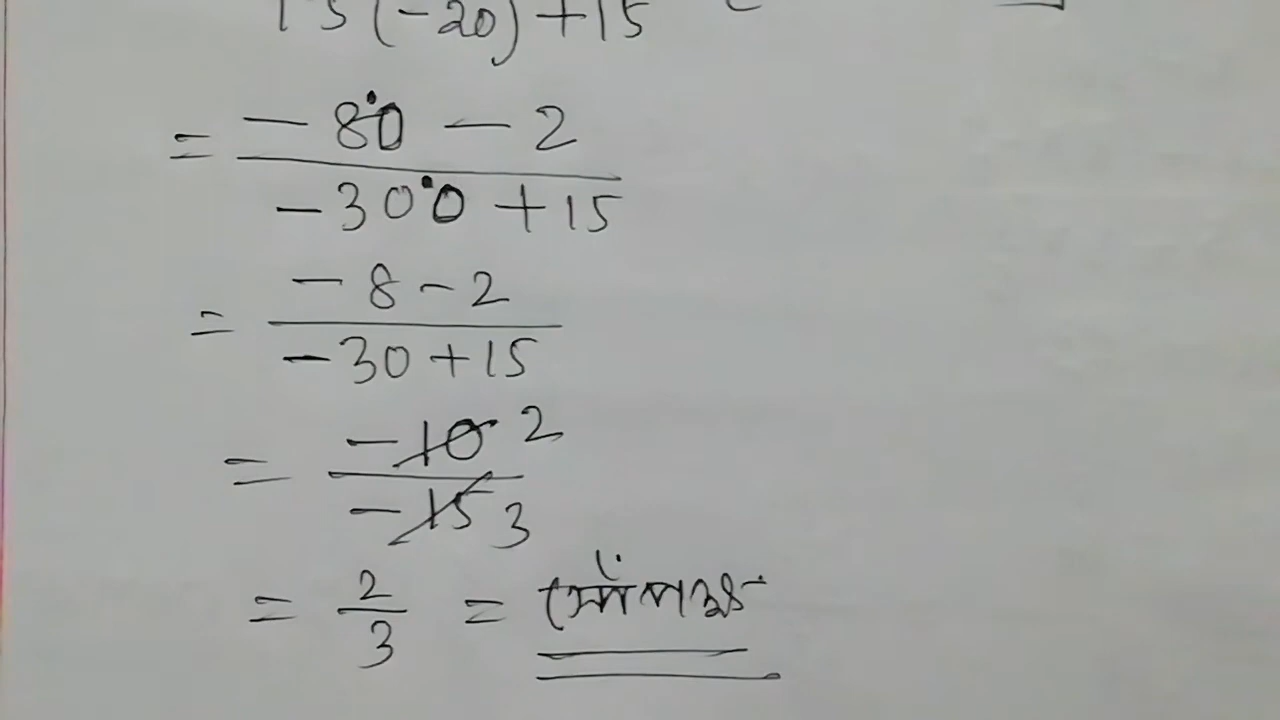 15(-20)+15
= -80 - 2 / -300 + 15
= -8 - 2 / -30 + 15
= -10 2 / -15 3
= 2/3 =